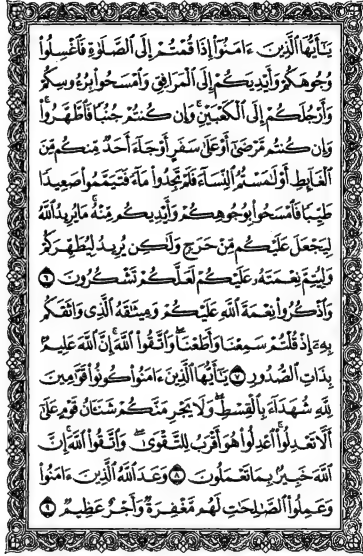 يَـٰٓأَيُّهَا ٱلَّذِينَ ءَامَنُوٓا۟ إِذَا قُمْتُمْ إِلَى ٱلصَّلَوٰةِ فَٱغْسِلُوا۟
وُجُوهَكُمْ وَأَيْدِيَكُمْ إِلَى ٱلْمَرَافِقِ وَٱمْسَحُوا۟ بِرُءُوسِكُمْ
وَأَرْجُلَكُمْ إِلَى ٱلْكَعْبَيْنِ ۚ وَإِن كُنتُمْ جُنُبًا فَٱطَّهَّرُوا۟ ۚ
وَإِن كُنتُم مَّرْضَىٰٓ أَوْ عَلَىٰ سَفَرٍ أَوْ جَآءَ أَحَدٌ مِّنكُم مِّنَ
ٱلْغَآئِطِ أَوْ لَـٰمَسْتُمُ ٱلنِّسَآءَ فَلَمْ تَجِدُوا۟ مَآءً فَتَيَمَّمُوا۟ صَعِيدًا
طَيِّبًا فَٱمْسَحُوا۟ بِوُجُوهِكُمْ وَأَيْدِيكُم مِّنْهُ ۚ مَا يُرِيدُ ٱللَّهُ
لِيَجْعَلَ عَلَيْكُم مِّنْ حَرَجٍ وَلَـٰكِن يُرِيدُ لِيُطَهِّرَكُمْ
وَلِيُتِمَّ نِعْمَتَهُۥ عَلَيْكُمْ لَعَلَّكُمْ تَشْكُرُونَ ٦
وَٱذْكُرُوا۟ نِعْمَةَ ٱللَّهِ عَلَيْكُمْ وَمِيثَـٰقَهُ ٱلَّذِى وَاثَقَكُم
بِهِۦٓ إِذْ قُلْتُمْ سَمِعْنَا وَأَطَعْنَا ۖ وَٱتَّقُوا۟ ٱللَّهَ ۚ إِنَّ ٱللَّهَ عَلِيمٌۢ
بِذَاتِ ٱلصُّدُورِ ٧ يَـٰٓأَيُّهَا ٱلَّذِينَ ءَامَنُوا۟ كُونُوا۟ قَوَّٰمِينَ
لِلَّهِ شُهَدَآءَ بِٱلْقِسْطِ ۖ وَلَا يَجْرِمَنَّكُمْ شَنَـَٔانُ قَوْمٍ عَلَىٰٓ
أَلَّا تَعْدِلُوا۟ ۚ ٱعْدِلُوا۟ هُوَ أَقْرَبُ لِلتَّقْوَىٰ ۖ وَٱتَّقُوا۟ ٱللَّهَ ۚ إِنَّ
ٱللَّهَ خَبِيرٌۢ بِمَا تَعْمَلُونَ ٨ وَعَدَ ٱللَّهُ ٱلَّذِينَ ءَامَنُوا۟
وَعَمِلُوا۟ ٱلصَّـٰلِحَـٰتِ ۙ لَهُم مَّغْفِرَةٌ وَأَجْرٌ عَظِيمٌ ٩